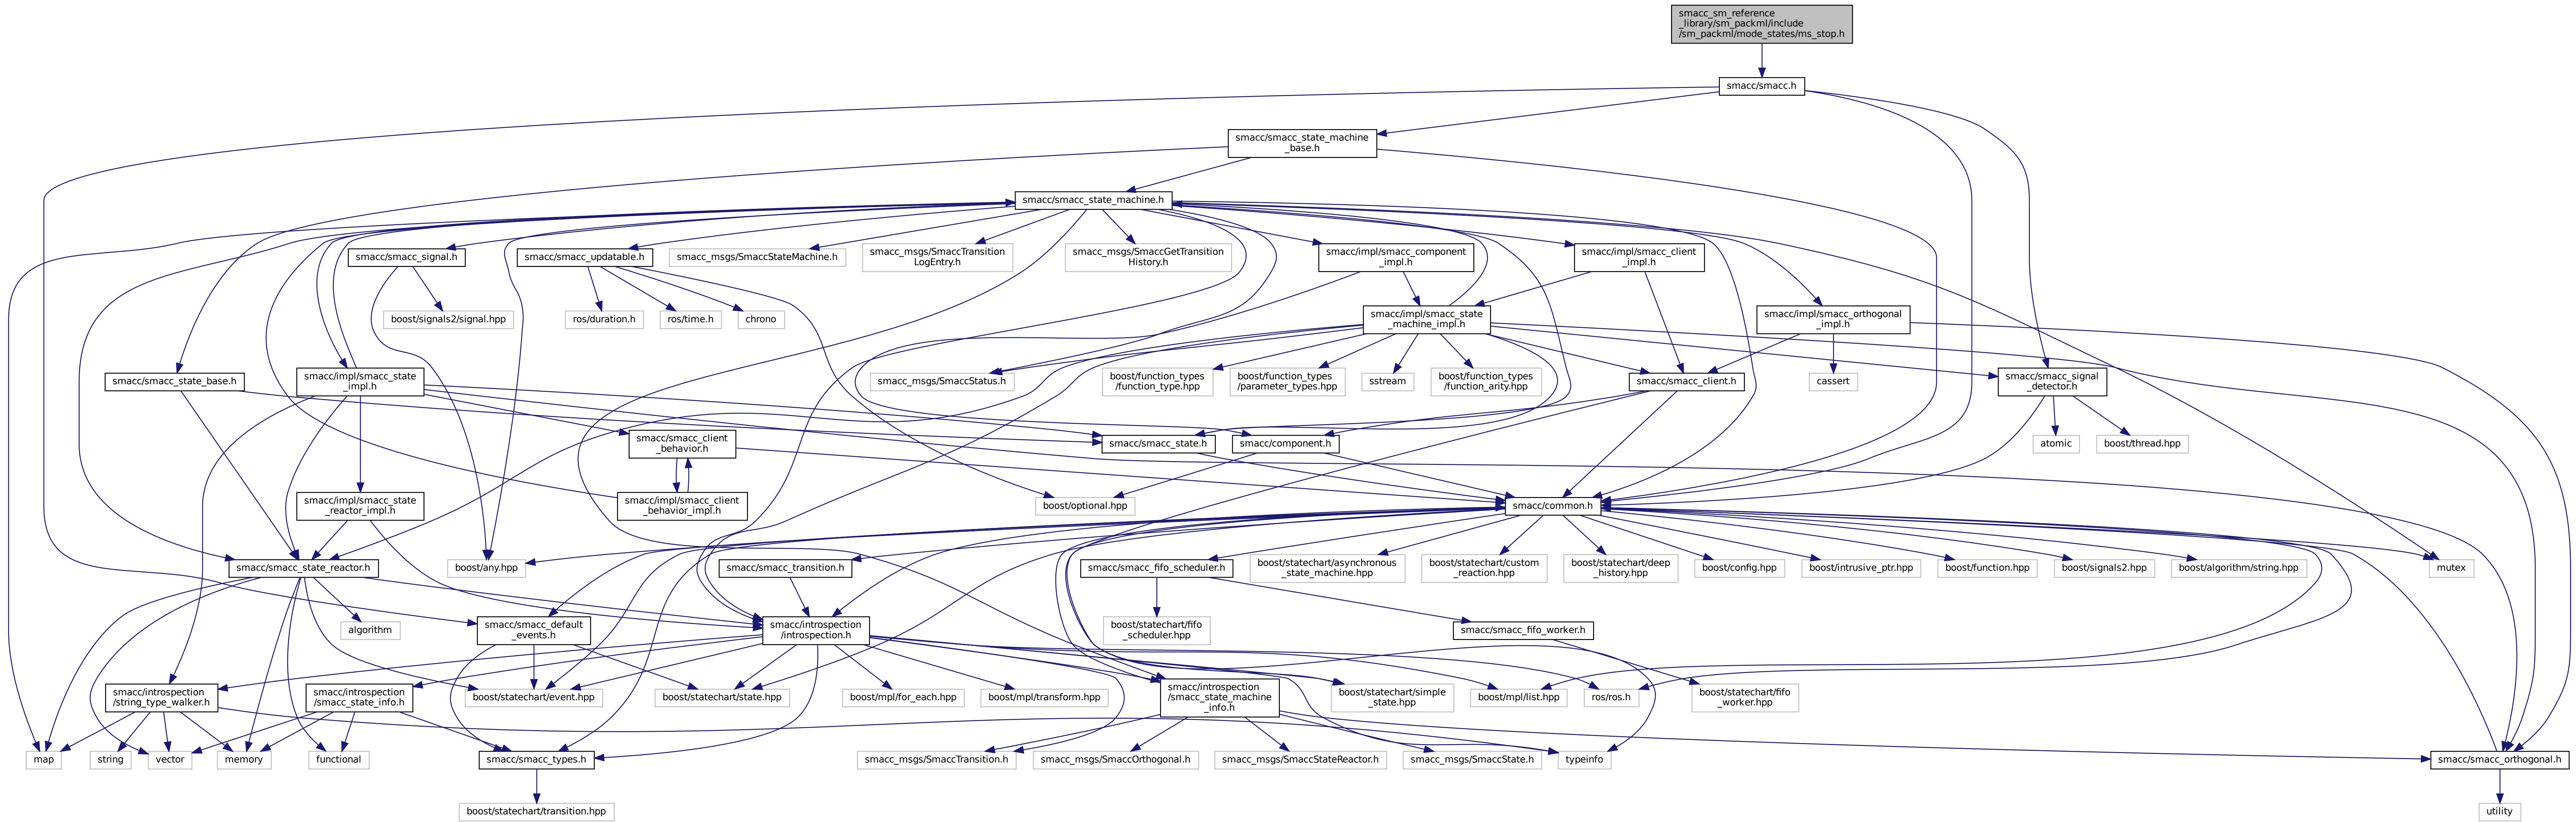 smacc_sm_reference
_library/sm_packml/include
/sm_packml/mode_states/ms_stop.h
smacc/smacc.h
smacc/smacc_state_machine
_base.h
smacc/smacc_state_machine.h
smacc/smacc_signal.h
smacc/smacc_updatable.h
smacc_msgs/SmaccStateMachine.h
smacc_msgs/SmaccTransition
LogEntry.h
smacc_msgs/SmaccGetTransition
History.h
smacc/impl/smacc_component
_impl.h
smacc/impl/smacc_client
_impl.h
boost/signals2/signal.hpp
ros/duration.h
ros/time.h
chrono
smacc/impl/smacc_state
_machine_impl.h
smacc/impl/smacc_orthogonal
_impl.h
smacc/smacc_state_base.h
smacc/impl/smacc_state
_impl.h
smacc_msgs/SmaccStatus.h
boost/function_types
/function_type.hpp
boost/function_types
/parameter_types.hpp
sstream
boost/function_types
/function_arity.hpp
smacc/smacc_client.h
cassert
smacc/smacc_signal
_detector.h
smacc/smacc_client
_behavior.h
smacc/smacc_state.h
smacc/component.h
atomic
boost/thread.hpp
smacc/impl/smacc_state
_reactor_impl.h
smacc/impl/smacc_client
_behavior_impl.h
boost/optional.hpp
smacc/common.h
smacc/smacc_state_reactor.h
boost/any.hpp
smacc/smacc_transition.h
smacc/smacc_fifo_scheduler.h
boost/statechart/asynchronous
_state_machine.hpp
boost/statechart/custom
_reaction.hpp
boost/statechart/deep
_history.hpp
boost/config.hpp
boost/intrusive_ptr.hpp
boost/function.hpp
boost/signals2.hpp
boost/algorithm/string.hpp
mutex
algorithm
smacc/smacc_default
_events.h
smacc/introspection
/introspection.h
boost/statechart/fifo
_scheduler.hpp
smacc/smacc_fifo_worker.h
smacc/introspection
/string_type_walker.h
smacc/introspection
/smacc_state_info.h
boost/statechart/event.hpp
boost/statechart/state.hpp
boost/mpl/for_each.hpp
boost/mpl/transform.hpp
smacc/introspection
/smacc_state_machine
_info.h
boost/statechart/simple
_state.hpp
boost/mpl/list.hpp
ros/ros.h
boost/statechart/fifo
_worker.hpp
map
string
vector
memory
functional
smacc/smacc_types.h
smacc_msgs/SmaccTransition.h
smacc_msgs/SmaccOrthogonal.h
smacc_msgs/SmaccStateReactor.h
smacc_msgs/SmaccState.h
typeinfo
smacc/smacc_orthogonal.h
boost/statechart/transition.hpp
utility